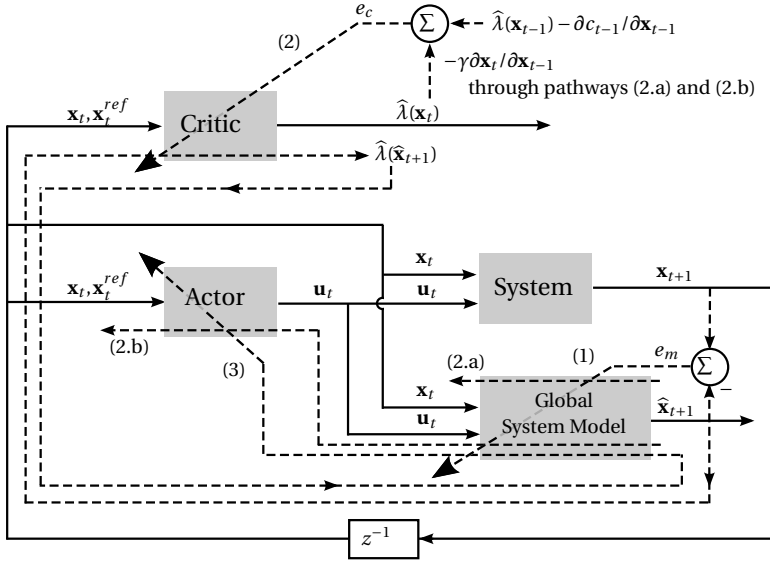 e_c Σ λ̂(x_{t−1}) − ∂c_{t−1}/∂x_{t−1}
(2)
−γ∂x_t/∂x_{t−1}
through pathways (2.a) and (2.b)
x_t, x_t^{ref} Critic λ̂(x_t)
λ̂(x̂_{t+1})
x_t System x_{t+1}
x_t, x_t^{ref} Actor u_t u_t
(2.b) (3) (2.a) (1) e_m Σ
−
x_t Global
u_t System Model x̂_{t+1}
z^{−1}